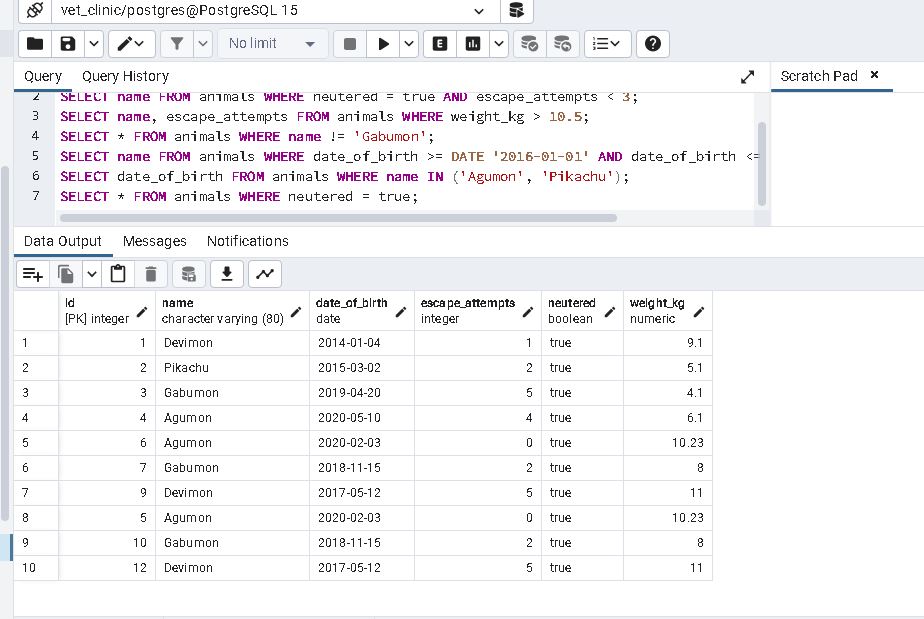 vet_clinic/postgres@PostgreSQL 15
No limit
E
Query Query History
Scratch Pad
2 SELECT name FROM animals WHERE neutered = true AND escape_attempts < 3;
3 SELECT name, escape_attempts FROM animals WHERE weight_kg > 10.5;
4 SELECT * FROM animals WHERE name != 'Gabumon';
5 SELECT name FROM animals WHERE date_of_birth >= DATE '2016-01-01' AND date_of_birth <=
6 SELECT date_of_birth FROM animals WHERE name IN ('Agumon', 'Pikachu');
7 SELECT * FROM animals WHERE neutered = true;
Data Output Messages Notifications
id name date_of_birth escape_attempts neutered weight_kg
[PK] integer character varying (80) date integer boolean numeric
1 1 Devimon 2014-01-04 1 true 9.1
2 2 Pikachu 2015-03-02 2 true 5.1
3 3 Gabumon 2019-04-20 5 true 4.1
4 4 Agumon 2020-05-10 4 true 6.1
5 6 Agumon 2020-02-03 0 true 10.23
6 7 Gabumon 2018-11-15 2 true 8
7 9 Devimon 2017-05-12 5 true 11
8 5 Agumon 2020-02-03 0 true 10.23
9 10 Gabumon 2018-11-15 2 true 8
10 12 Devimon 2017-05-12 5 true 11